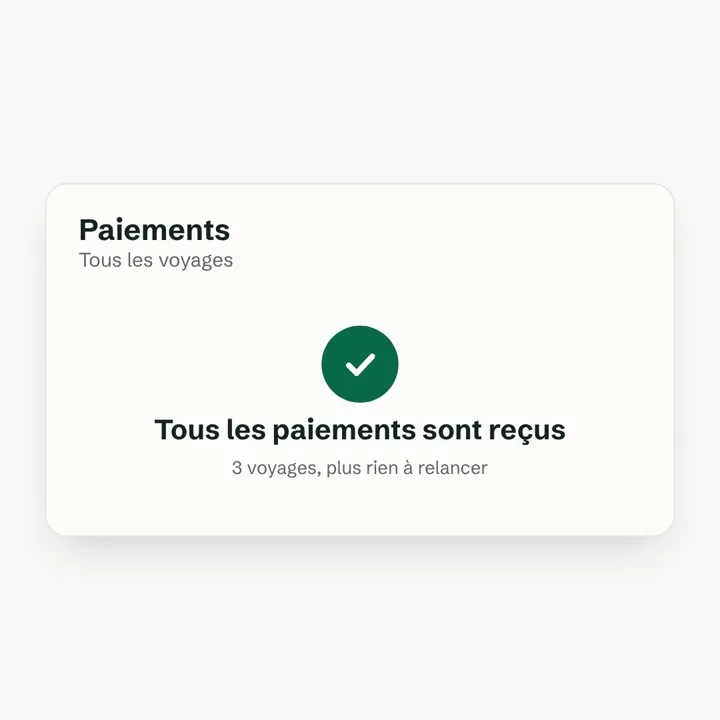 Paiements
Tous les voyages
Tous les paiements sont reçus
3 voyages, plus rien à relancer